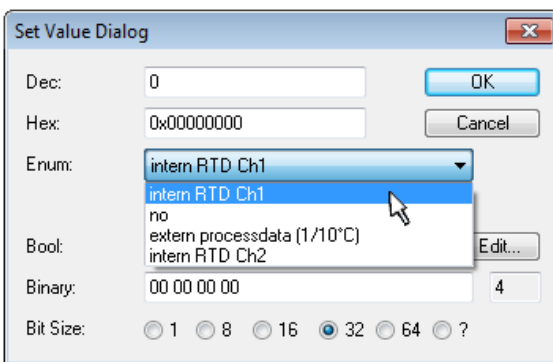 Set Value Dialog
Dec: 0 OK
Hex: 0x00000000 Cancel
Enum: intern RTD Ch1
intern RTD Ch1
no
extern processdata (1/10°C)
intern RTD Ch2
Bool: Edit...
Binary: 00 00 00 00 4
Bit Size: 1 8 16 32 64 ?